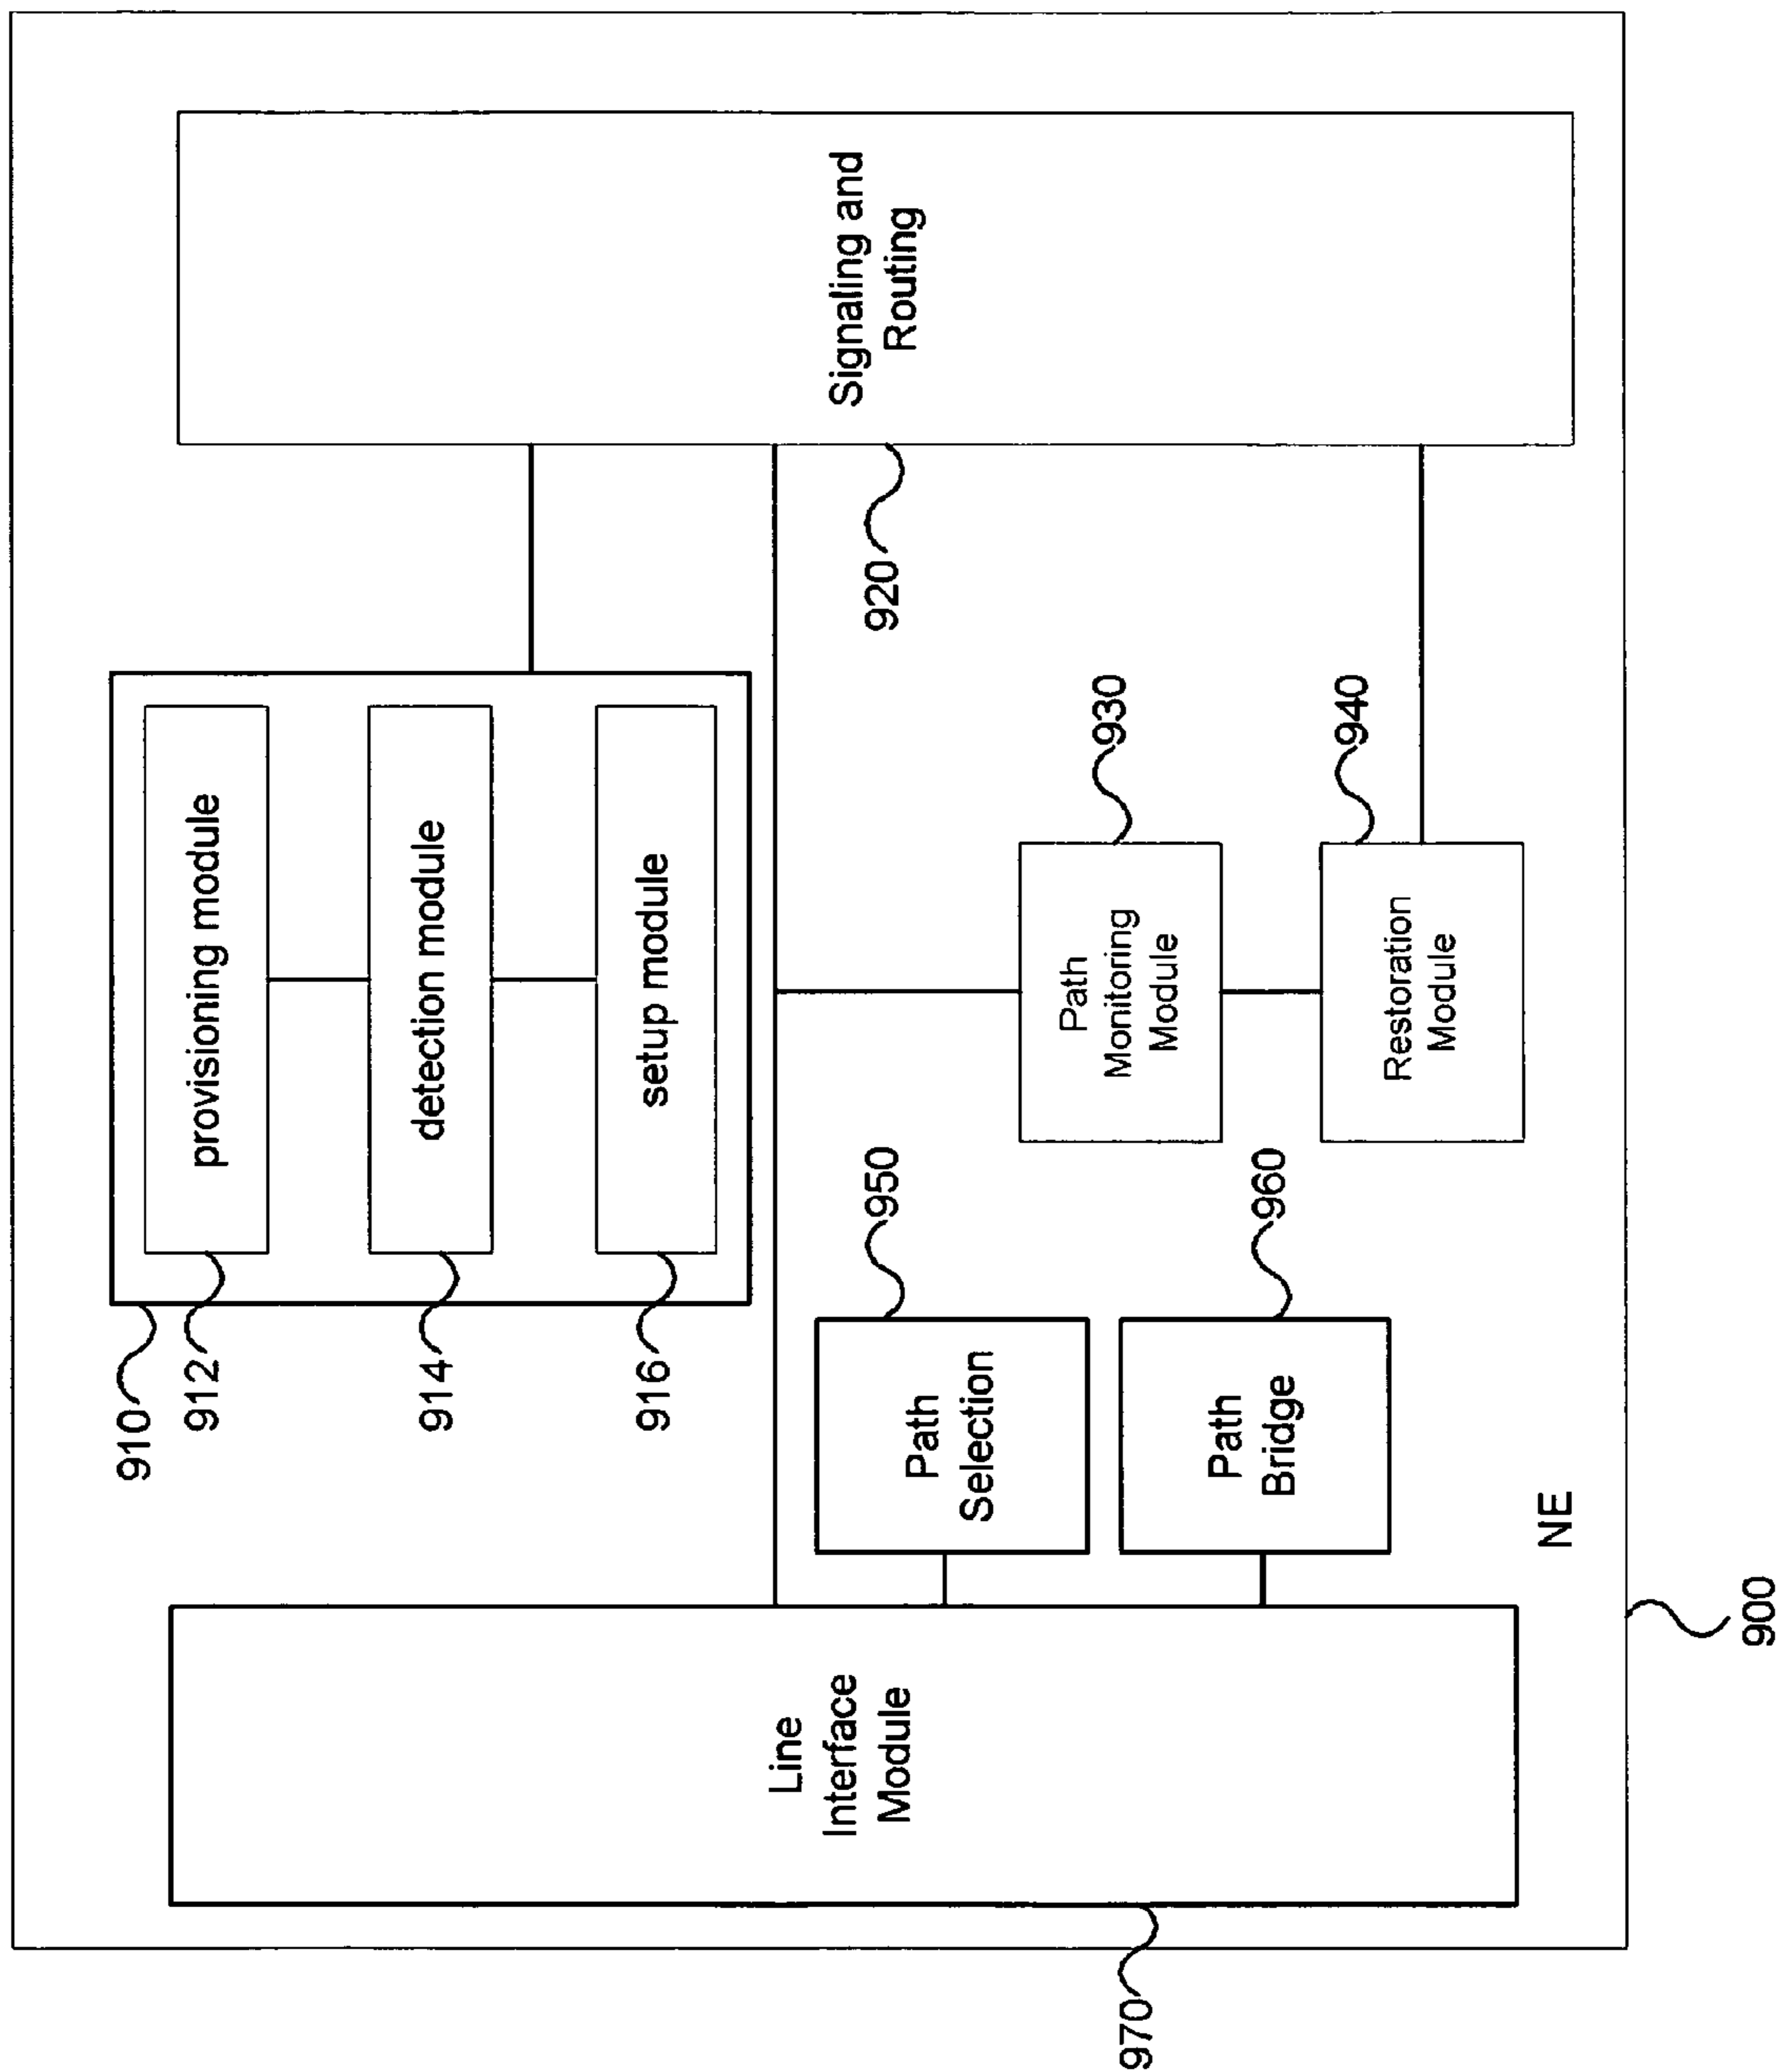 910
912
provisioning module
914
detection module
916
setup module
Signaling and
Routing
920
Line
Interface
Module
970
Path
Selection
950
Path
Bridge
960
Path
Monitoring
Module
930
Restoration
Module
940
NE
900